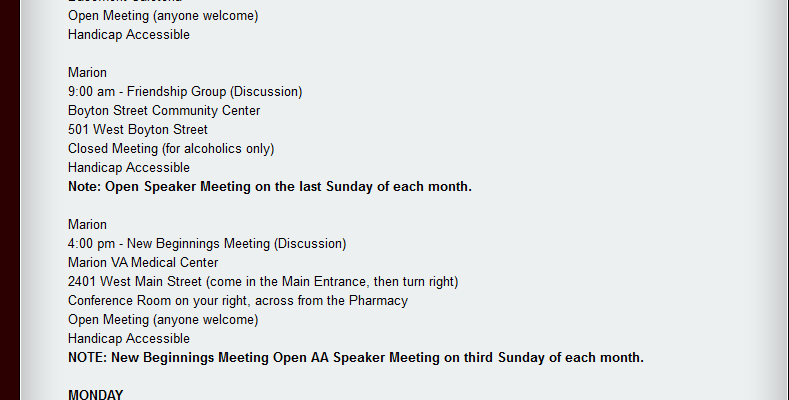 Open Meeting (anyone welcome)
Handicap Accessible
Marion
9:00 am - Friendship Group (Discussion)
Boyton Street Community Center
501 West Boyton Street
Closed Meeting (for alcoholics only)
Handicap Accessible
Note: Open Speaker Meeting on the last Sunday of each month.
Marion
4:00 pm - New Beginnings Meeting (Discussion)
Marion VA Medical Center
2401 West Main Street (come in the Main Entrance, then turn right)
Conference Room on your right, across from the Pharmacy
Open Meeting (anyone welcome)
Handicap Accessible
NOTE: New Beginnings Meeting Open AA Speaker Meeting on third Sunday of each month.
MONDAY